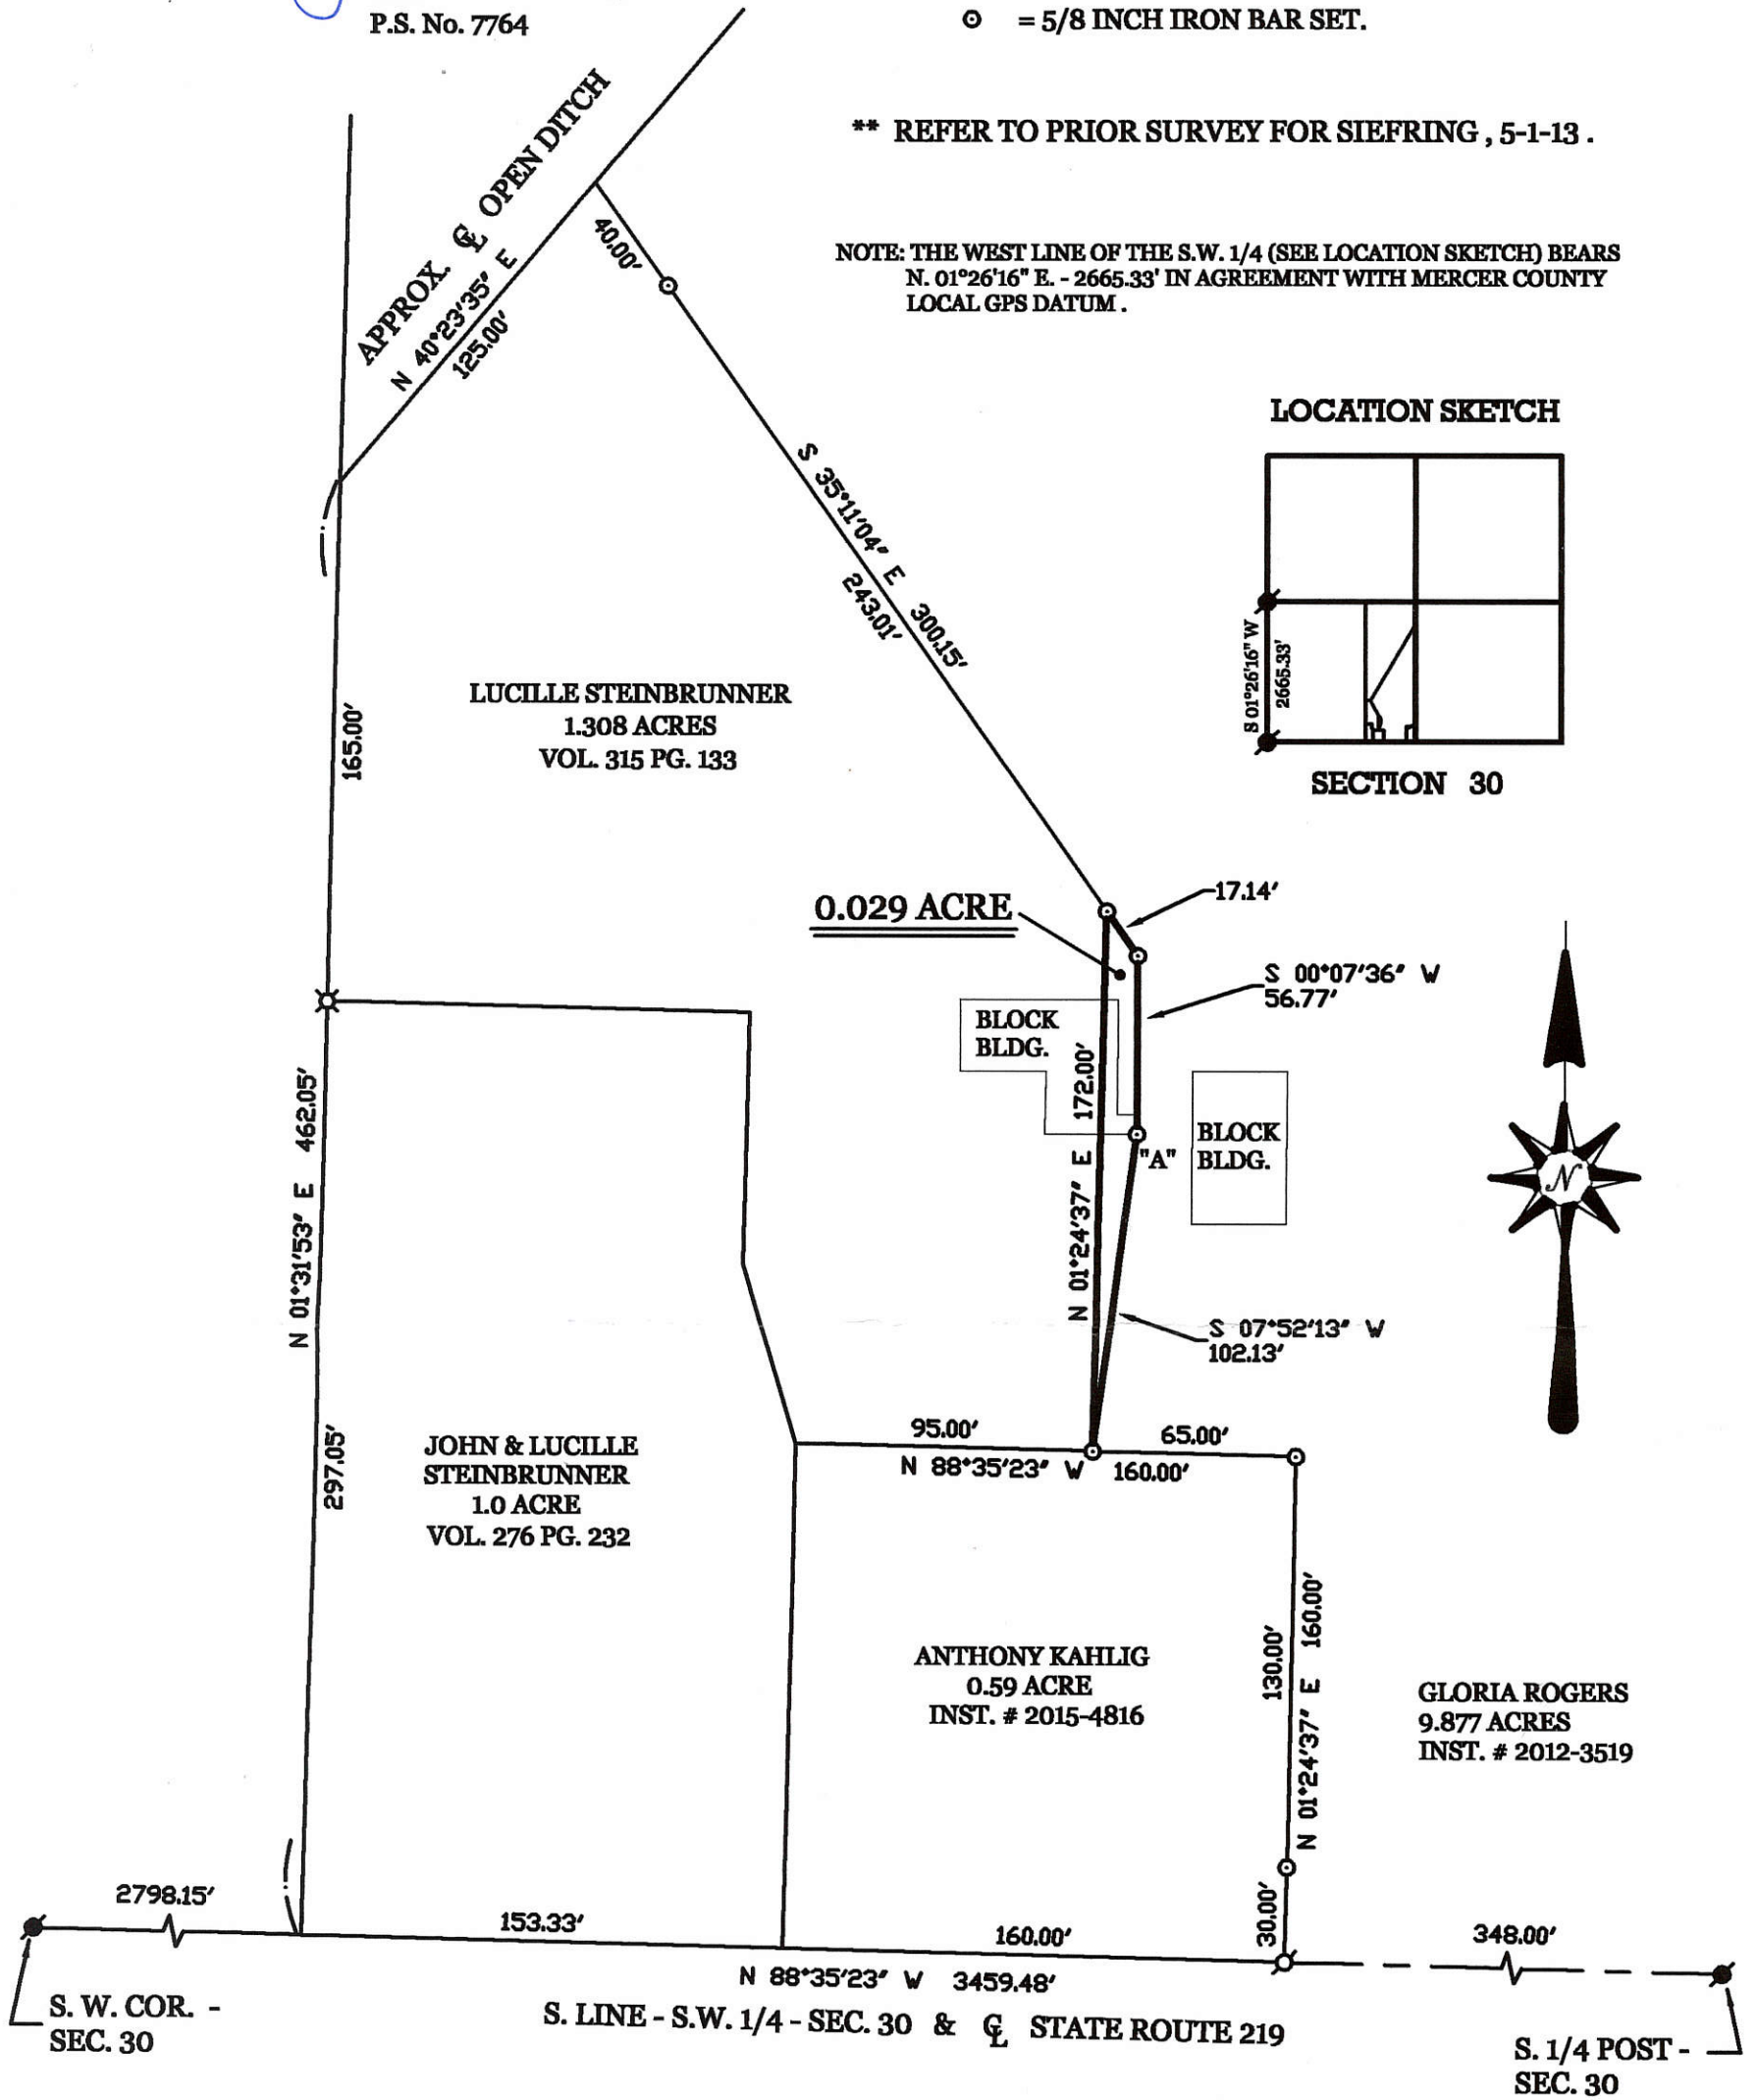 P.S. No. 7764
= 5/8 INCH IRON BAR SET.
** REFER TO PRIOR SURVEY FOR SIEFRING , 5-1-13 .
APPROX. ℄ OPEN DITCH
N 40°23'35" E
125.00'
40.00'
NOTE: THE WEST LINE OF THE S.W. 1/4 (SEE LOCATION SKETCH) BEARS
N. 01°26'16" E. - 2665.33' IN AGREEMENT WITH MERCER COUNTY
LOCAL GPS DATUM .
LOCATION SKETCH
S 01°26'16" W
2665.33'
SECTION 30
S 35°11'04" E 300.15'
243.01'
LUCILLE STEINBRUNNER
1.308 ACRES
VOL. 315 PG. 133
165.00'
0.029 ACRE
17.14'
S 00°07'36" W
56.77'
BLOCK
BLDG.
N 01°24'37" E 172.00'
"A"
BLOCK
BLDG.
N
N 01°31'53" E 462.05'
S 07°52'13" W
102.13'
297.05'
95.00'
65.00'
N 88°35'23" W 160.00'
JOHN & LUCILLE
STEINBRUNNER
1.0 ACRE
VOL. 276 PG. 232
ANTHONY KAHLIG
0.59 ACRE
INST. # 2015-4816
130.00'
N 01°24'37" E 160.00'
30.00'
GLORIA ROGERS
9.877 ACRES
INST. # 2012-3519
2798.15'
153.33'
160.00'
348.00'
N 88°35'23" W 3459.48'
S. LINE - S.W. 1/4 - SEC. 30 & ℄ STATE ROUTE 219
S. W. COR. -
SEC. 30
S. 1/4 POST -
SEC. 30